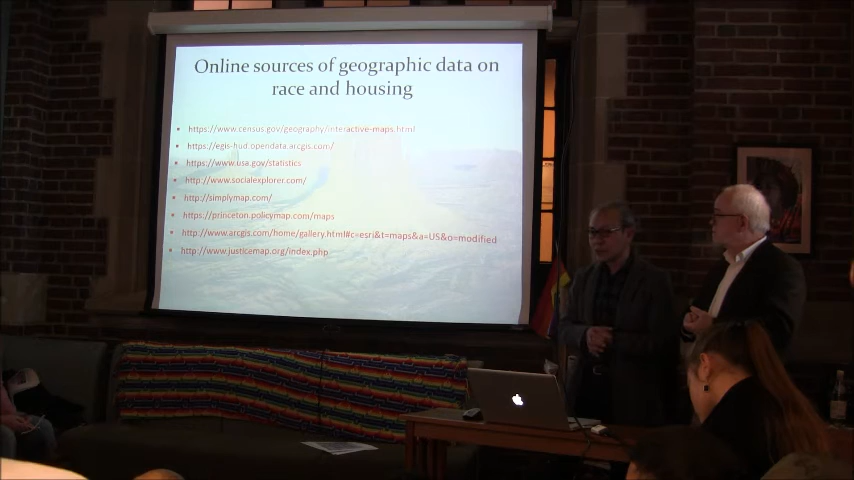 Online sources of geographic data on
race and housing
• https://www.census.gov/geography/interactive-maps.html
• https://egis-hud.opendata.arcgis.com/
• https://www.usa.gov/statistics
• http://www.socialexplorer.com/
• http://simplymap.com/
• https://princeton.policymap.com/maps
• http://www.arcgis.com/home/gallery.html#c=esri&t=maps&a=US&o=modified
• http://www.justicemap.org/index.php